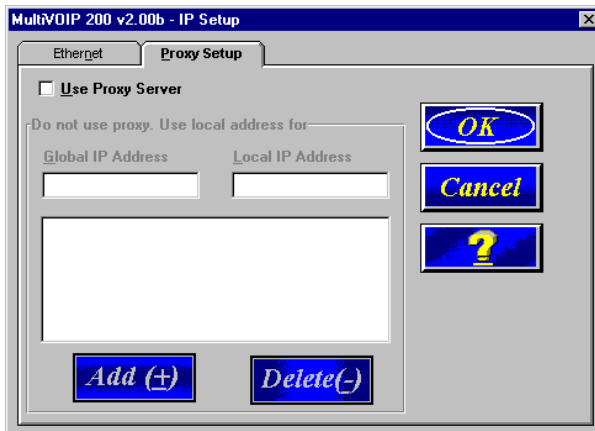 MultiVOIP 200 v2.00b - IP Setup
Ethernet
Proxy Setup
Use Proxy Server
Do not use proxy. Use local address for
Global IP Address
Local IP Address
OK
Cancel
?
Add (+)
Delete(-)